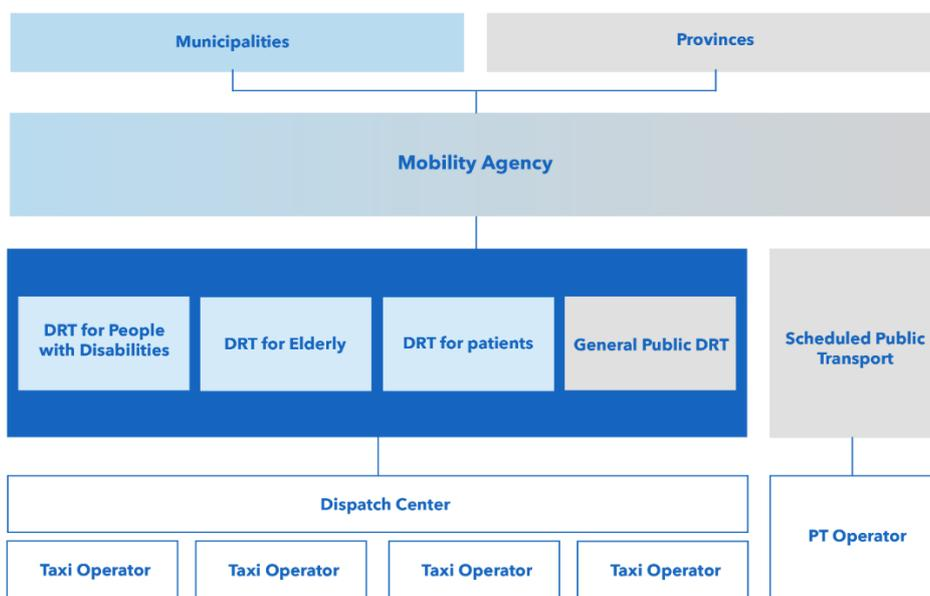 Municipalities
Provinces
Mobility Agency
DRT for People
with Disabilities
DRT for Elderly
DRT for patients
General Public DRT
Scheduled Public
Transport
Dispatch Center
PT Operator
Taxi Operator
Taxi Operator
Taxi Operator
Taxi Operator